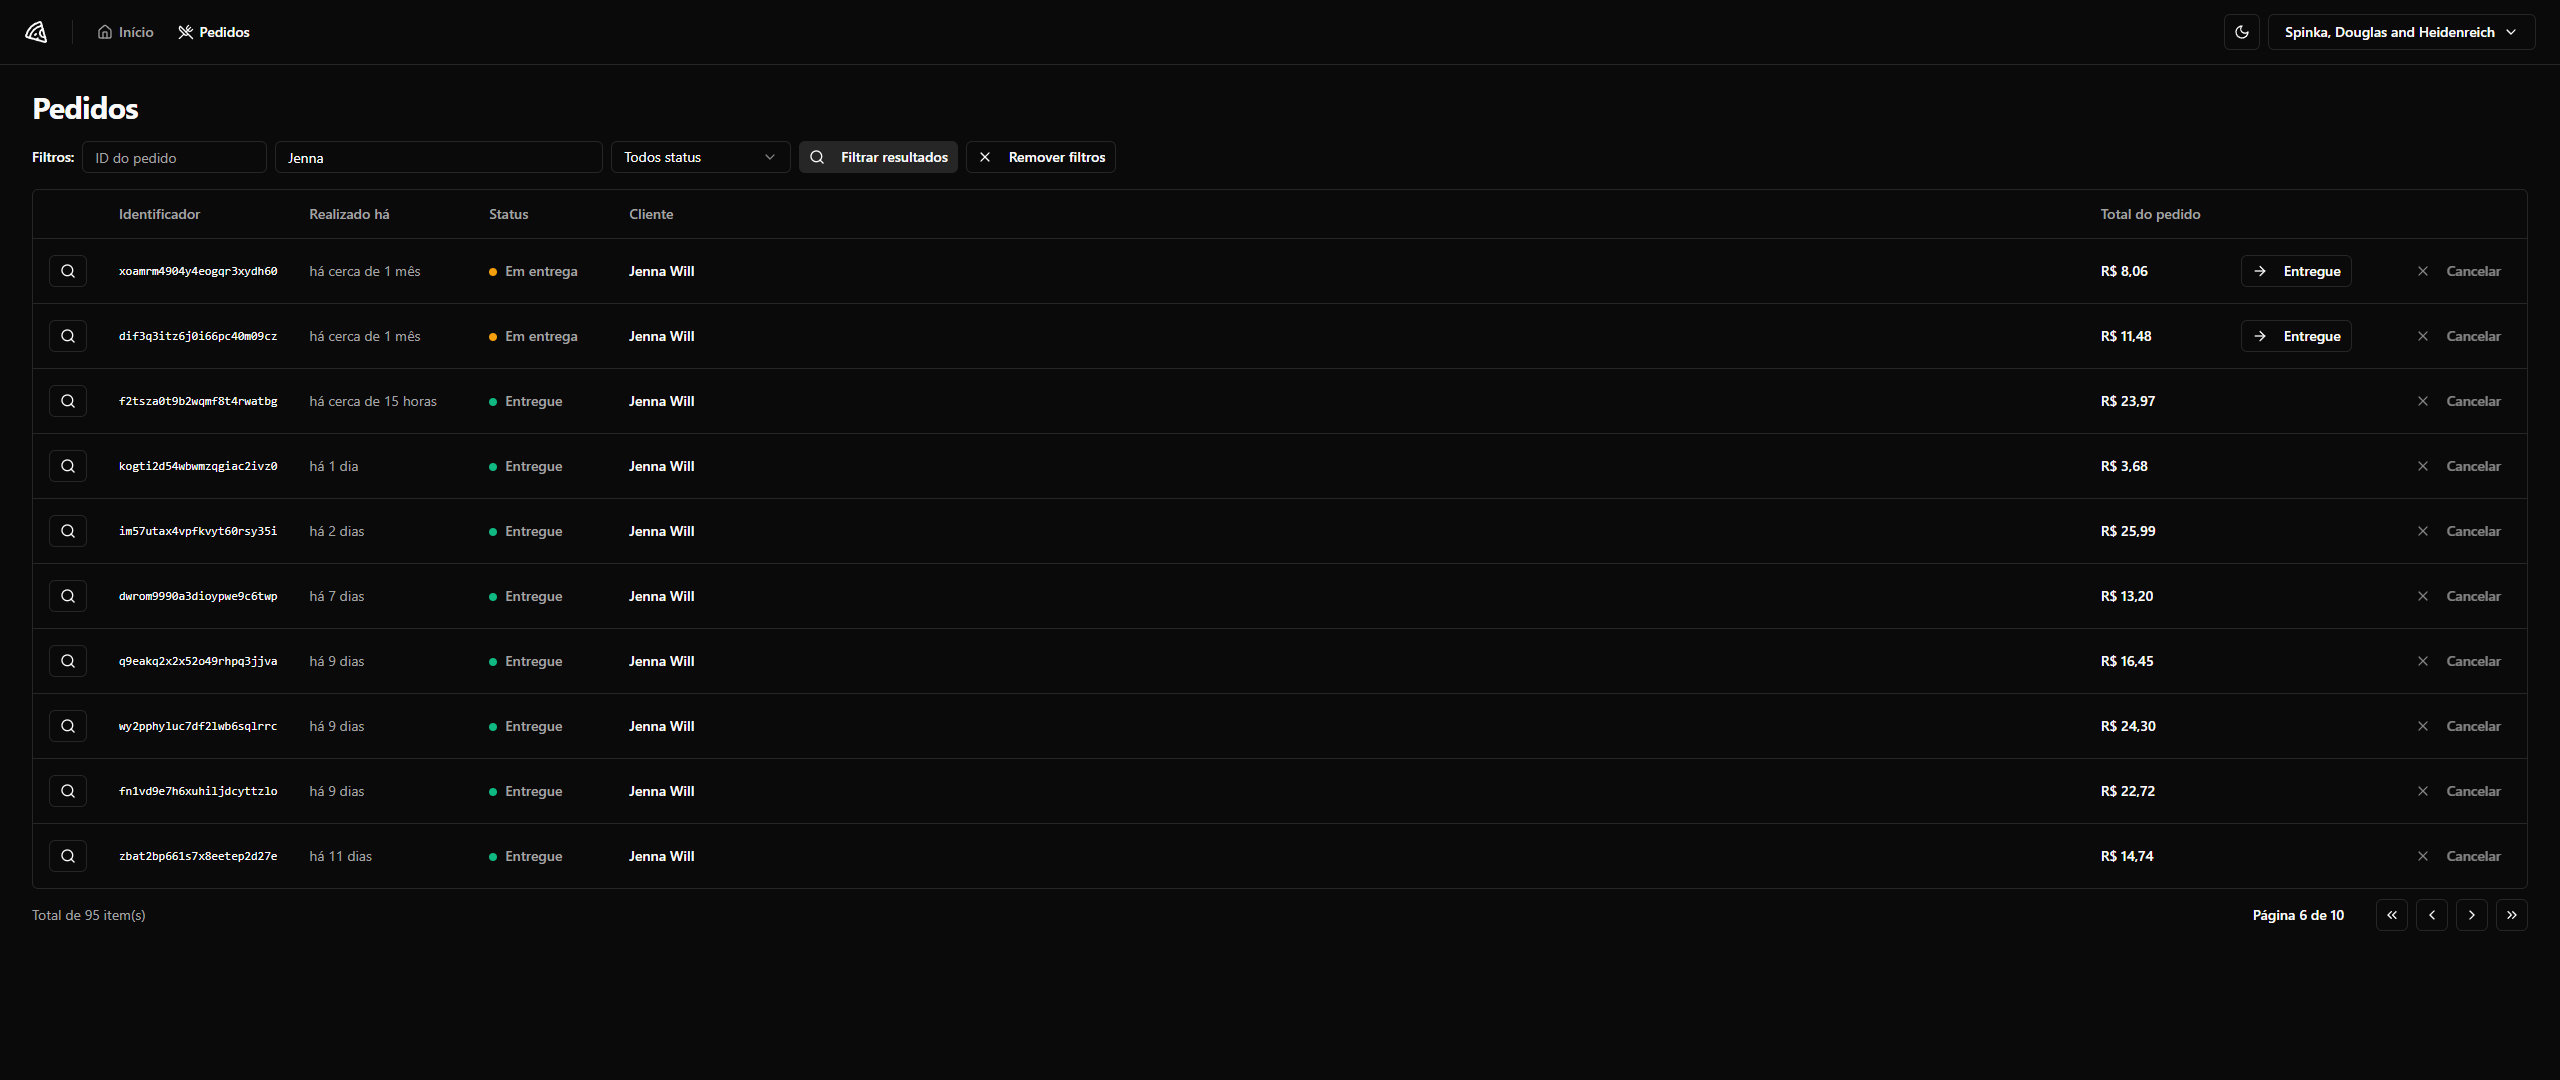 Início Pedidos Spinka, Douglas and Heidenreich
Pedidos
Filtros: ID do pedido Jenna Todos status Filtrar resultados Remover filtros
Identificador Realizado há Status Cliente Total do pedido
xoamrm4904y4eogqr3xydh60 há cerca de 1 mês Em entrega Jenna Will R$ 8,06 Entregue Cancelar
dif3q3itz6j0i66pc40m09cz há cerca de 1 mês Em entrega Jenna Will R$ 11,48 Entregue Cancelar
f2tsza0t9b2wqmf8t4rwatbg há cerca de 15 horas Entregue Jenna Will R$ 23,97 Cancelar
kogti2d54wbwmzqgiac2ivz0 há 1 dia Entregue Jenna Will R$ 3,68 Cancelar
im57utax4vpfkvyt60rsy35i há 2 dias Entregue Jenna Will R$ 25,99 Cancelar
dwrom9990a3dioypwe9c6twp há 7 dias Entregue Jenna Will R$ 13,20 Cancelar
q9eakq2x2x52o49rhpq3jjva há 9 dias Entregue Jenna Will R$ 16,45 Cancelar
wy2pphyluc7df2lwb6sqlrrc há 9 dias Entregue Jenna Will R$ 24,30 Cancelar
fn1vd9e7h6xuhiljdcyttzlo há 9 dias Entregue Jenna Will R$ 22,72 Cancelar
zbat2bp661s7x8eetep2d27e há 11 dias Entregue Jenna Will R$ 14,74 Cancelar
Total de 95 item(s) Página 6 de 10